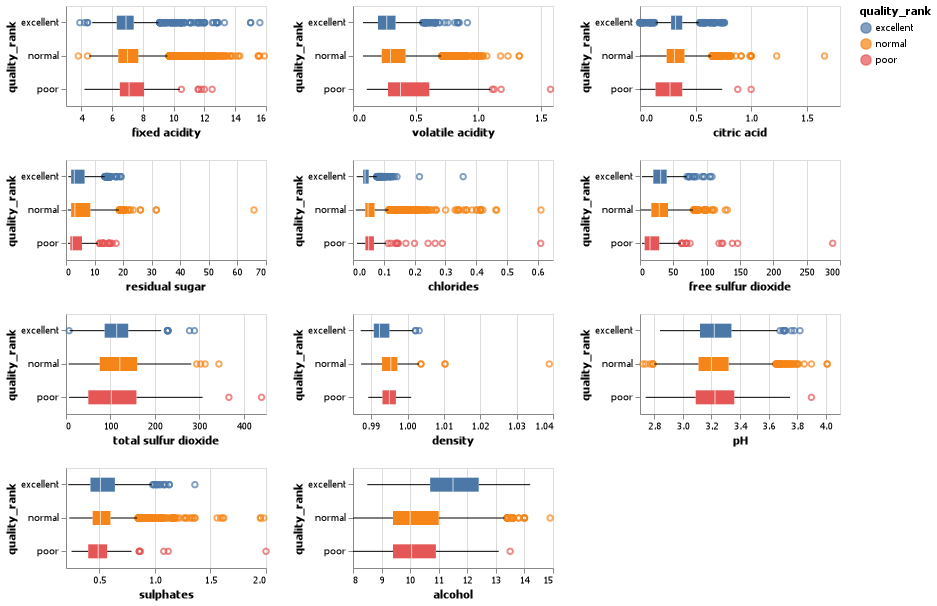 quality_rank
excellent
normal
poor
quality_rank
excellent
normal
poor
4 6 8 10 12 14 16
fixed acidity
quality_rank
excellent
normal
poor
0.0 0.5 1.0 1.5
volatile acidity
quality_rank
excellent
normal
poor
0.0 0.5 1.0 1.5
citric acid
quality_rank
excellent
normal
poor
0 10 20 30 40 50 60 70
residual sugar
quality_rank
excellent
normal
poor
0.0 0.1 0.2 0.3 0.4 0.5 0.6
chlorides
quality_rank
excellent
normal
poor
0 50 100 150 200 250 300
free sulfur dioxide
quality_rank
excellent
normal
poor
0 100 200 300 400
total sulfur dioxide
quality_rank
excellent
normal
poor
0.99 1.00 1.01 1.02 1.03 1.04
density
quality_rank
excellent
normal
poor
2.8 3.0 3.2 3.4 3.6 3.8 4.0
pH
quality_rank
excellent
normal
poor
0.5 1.0 1.5 2.0
sulphates
quality_rank
excellent
normal
poor
8 9 10 11 12 13 14 15
alcohol